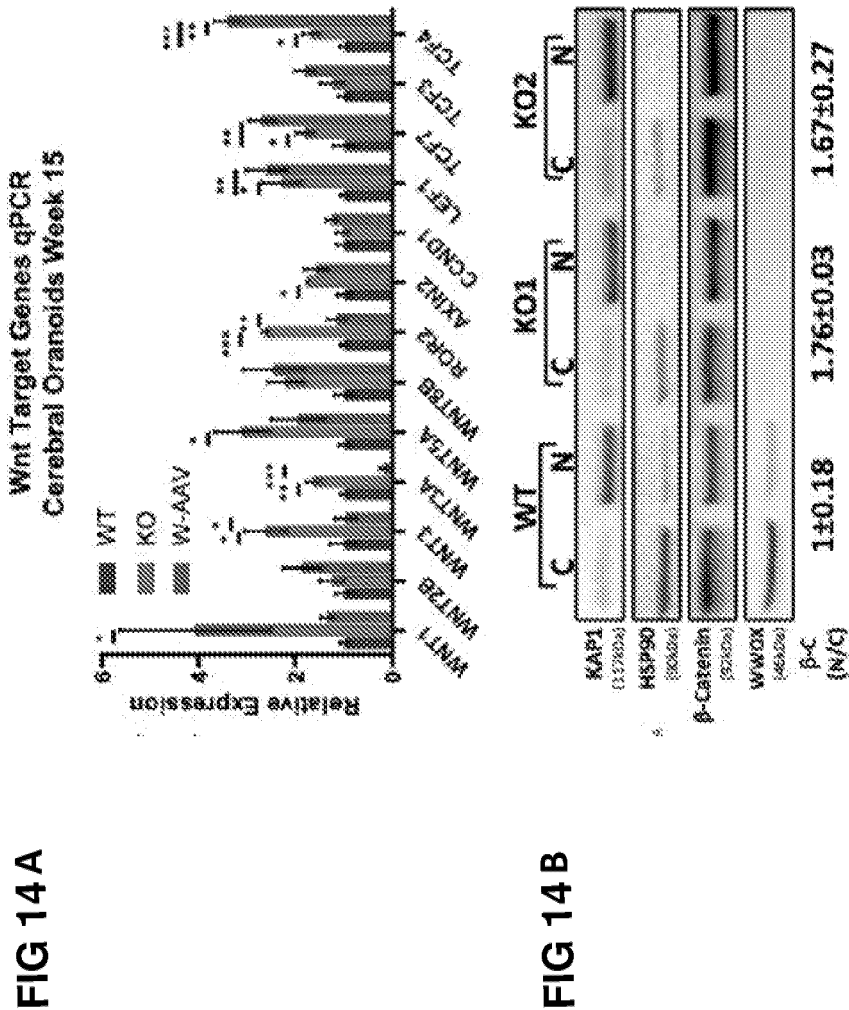 FIG 14 A
Wnt Target Genes qPCR
Cerebral Oranoids Week 15
WT
KO
W-AAV
Relative Expression
6
4
2
0
WNT1
WNT2B
WNT3
WNT3A
WNT5A
WNT8B
ROR2
AXIN2
CCND1
LEF1
TCF7
TCF3
TCF4
FIG 14 B
WT KO1 KO2
C N C N C N
KAP1
HSP90
β-Catenin
WWOX
β-C
(N/C)
1±0.18 1.76±0.03 1.67±0.27